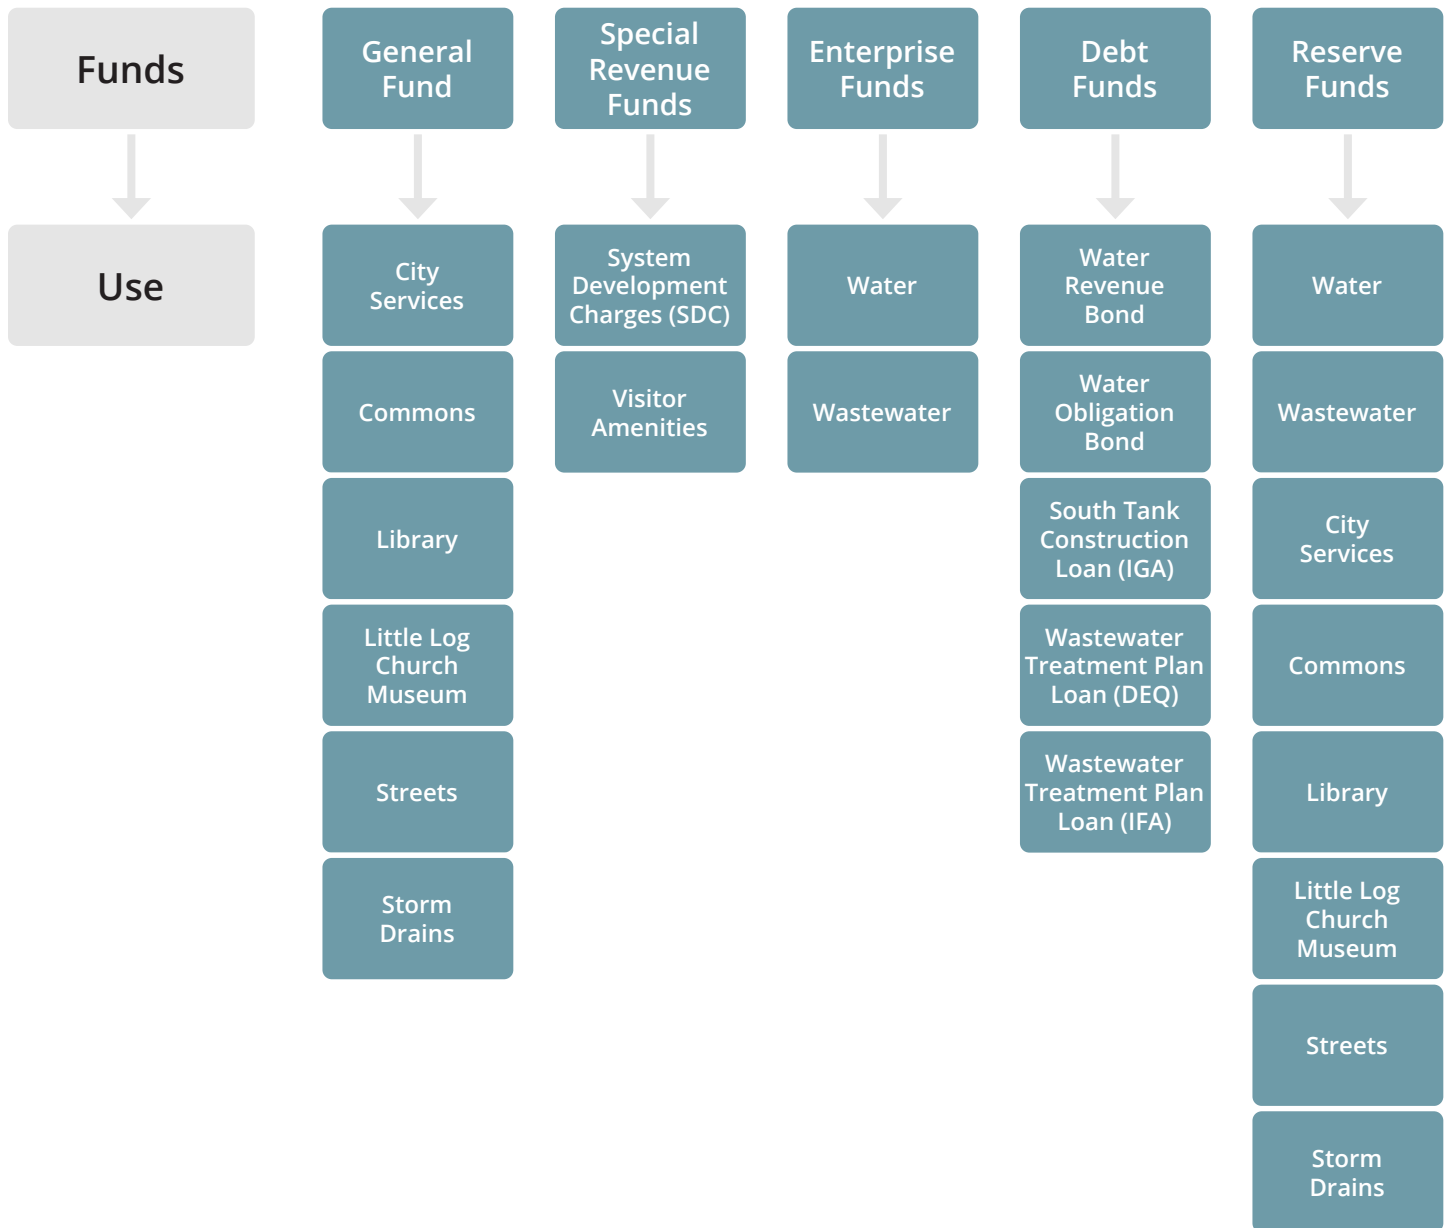 Funds
General
Fund
Special
Revenue
Funds
Enterprise
Funds
Debt
Funds
Reserve
Funds
Use
City
Services
System
Development
Charges (SDC)
Water
Water
Revenue
Bond
Water
Commons
Visitor
Amenities
Wastewater
Water
Obligation
Bond
Wastewater
Library
South Tank
Construction
Loan (IGA)
City
Services
Little Log
Church
Museum
Wastewater
Treatment Plan
Loan (DEQ)
Commons
Streets
Wastewater
Treatment Plan
Loan (IFA)
Library
Storm
Drains
Little Log
Church
Museum
Streets
Storm
Drains